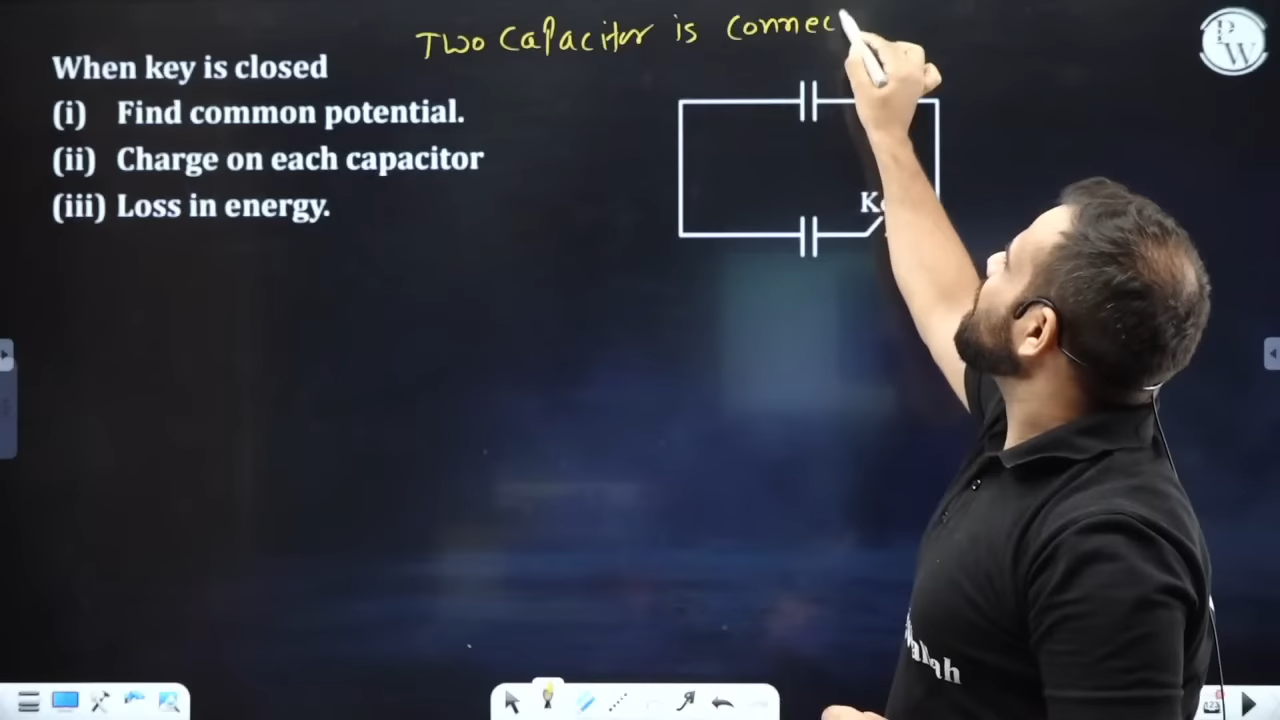 Two Capacitor is connec
When key is closed
(i) Find common potential.
(ii) Charge on each capacitor
(iii) Loss in energy.
P
W